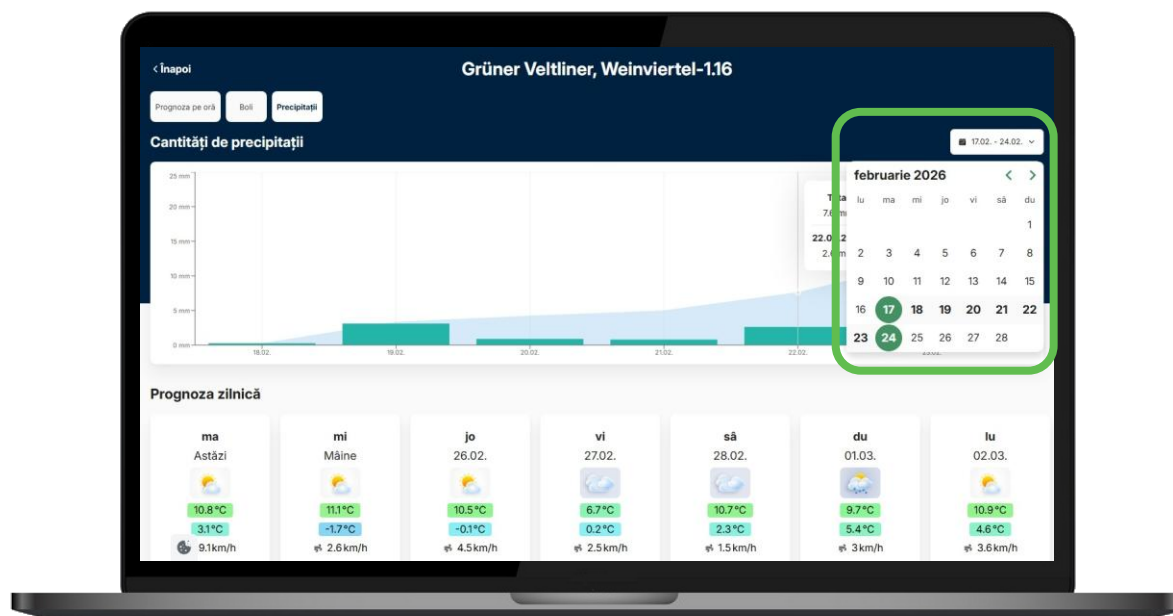 < Înapoi
Grüner Veltliner, Weinviertel-1.16
Prognoza pe oră
Boli
Precipitații
Cantități de precipitații
17.02. - 24.02.
25 mm
20 mm
15 mm
10 mm
5 mm
0 mm
18.02.
19.02.
20.02.
21.02.
22.02.
februarie 2026
lu ma mi jo vi sâ du
1
2 3 4 5 6 7 8
9 10 11 12 13 14 15
16 17 18 19 20 21 22
23 24 25 26 27 28
Prognoza zilnică
ma mi jo vi sâ du lu
Astăzi Mâine 26.02. 27.02. 28.02. 01.03. 02.03.
10.8°C 11.1°C 10.5°C 6.7°C 10.7°C 9.7°C 10.9°C
3.1°C -1.7°C -0.1°C 0.2°C 2.3°C 5.4°C 4.6°C
9.1km/h 2.6km/h 4.5km/h 2.5km/h 1.5km/h 3km/h 3.6km/h